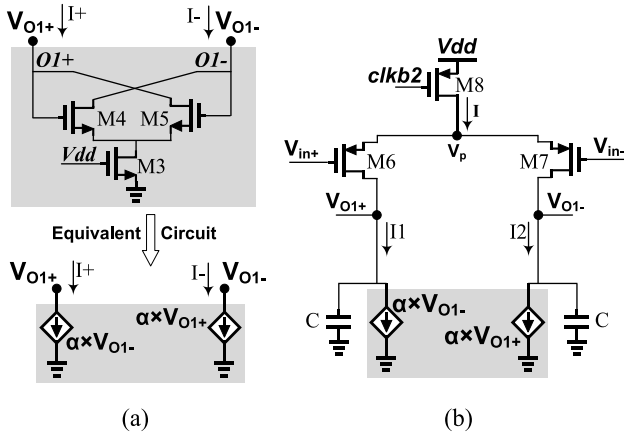 V_O1+ I+ I- V_O1-
O1+ O1-
M4 M5
Vdd M3
Equivalent Circuit
V_O1+ I+ I- V_O1-
α×V_O1+
α×V_O1-
(a)
Vdd
clkb2 M8
I
V_in+ M6 V_p M7 V_in-
V_O1+ V_O1-
I1 I2
α×V_O1-
C α×V_O1+ C
(b)